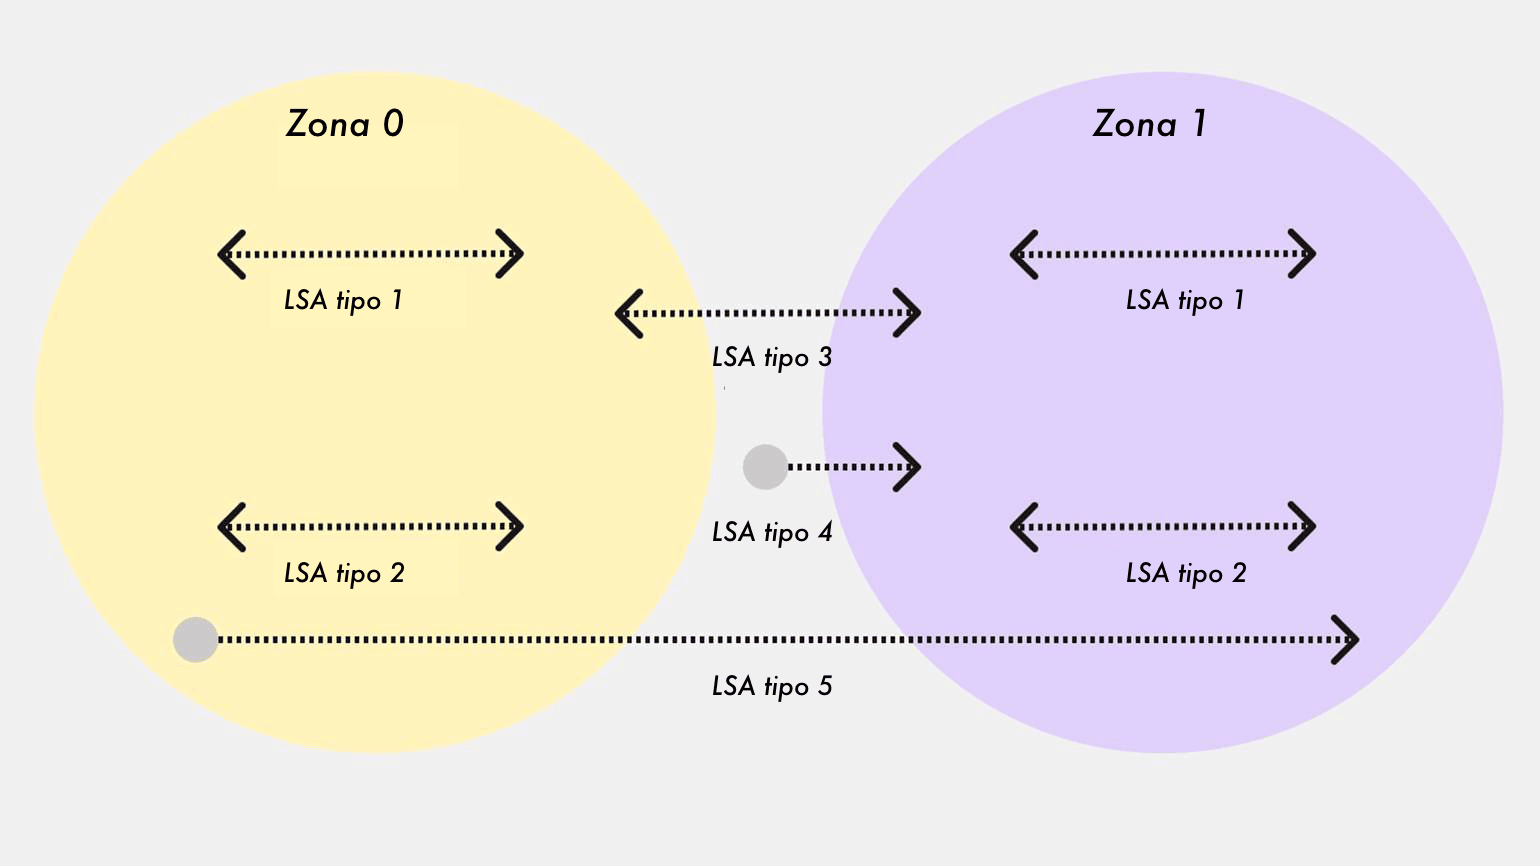 Zona 0
Zona 1
LSA tipo 1
LSA tipo 1
LSA tipo 3
LSA tipo 4
LSA tipo 2
LSA tipo 2
LSA tipo 5